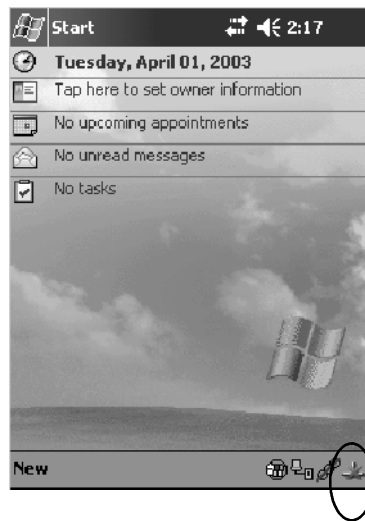 Start 2:17
Tuesday, April 01, 2003
Tap here to set owner information
No upcoming appointments
No unread messages
No tasks
New